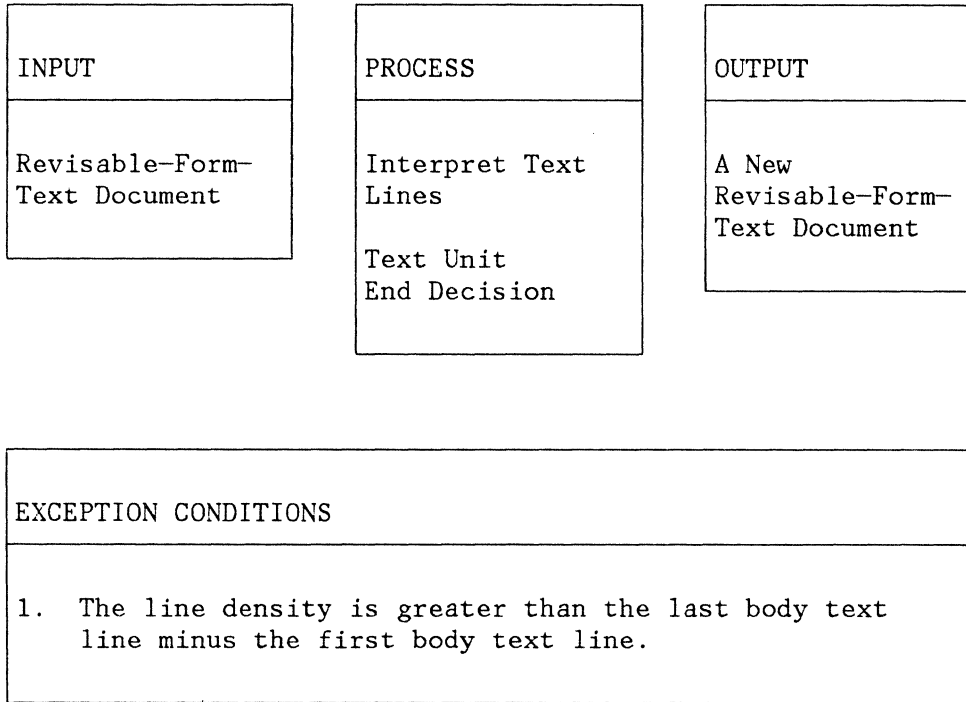 INPUT
Revisable-Form-
Text Document
PROCESS
Interpret Text
Lines
Text Unit
End Decision
OUTPUT
A New
Revisable-Form-
Text Document
EXCEPTION CONDITIONS
1. The line density is greater than the last body text
line minus the first body text line.